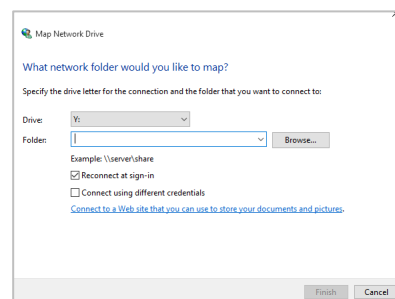 Map Network Drive
What network folder would you like to map?
Specify the drive letter for the connection and the folder that you want to connect to:
Drive: Y:
Folder: Browse...
Example: \\server\share
Reconnect at sign-in
Connect using different credentials
Connect to a Web site that you can use to store your documents and pictures.
Finish Cancel